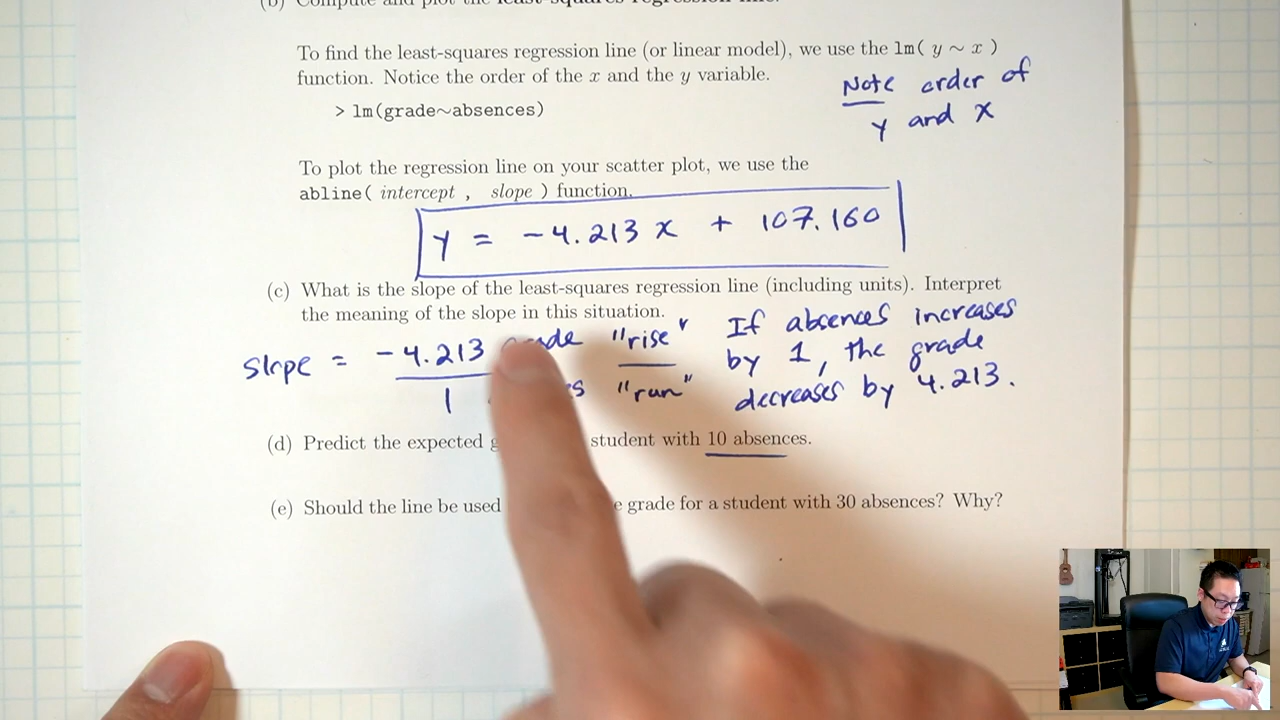 (b) Compute and plot the least-squares regression line.
To find the least-squares regression line (or linear model), we use the lm( y ~ x )
function. Notice the order of the x and the y variable.
Note order of
y and x
> lm(grade~absences)
To plot the regression line on your scatter plot, we use the
abline( intercept , slope ) function.
y = -4.213 x + 107.160
(c) What is the slope of the least-squares regression line (including units). Interpret
the meaning of the slope in this situation.
slope = -4.213 "rise" If absences increases
1 "run" by 1, the grade
decreases by 4.213.
(d) Predict the expected student with 10 absences.
(e) Should the line be used grade for a student with 30 absences? Why?